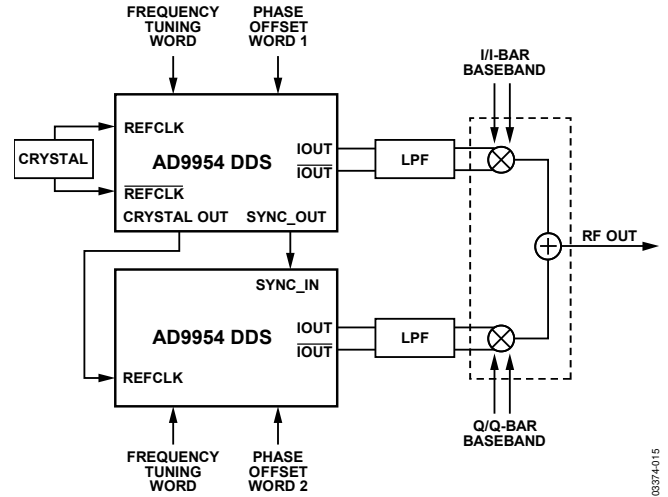 FREQUENCY
TUNING
WORD
PHASE
OFFSET
WORD 1
I/I-BAR
BASEBAND
REFCLK
CRYSTAL
AD9954 DDS
IOUT
IOUT
LPF
REFCLK
CRYSTAL OUT
SYNC_OUT
RF OUT
SYNC_IN
AD9954 DDS
IOUT
IOUT
LPF
REFCLK
Q/Q-BAR
BASEBAND
FREQUENCY
TUNING
WORD
PHASE
OFFSET
WORD 2
03374-015